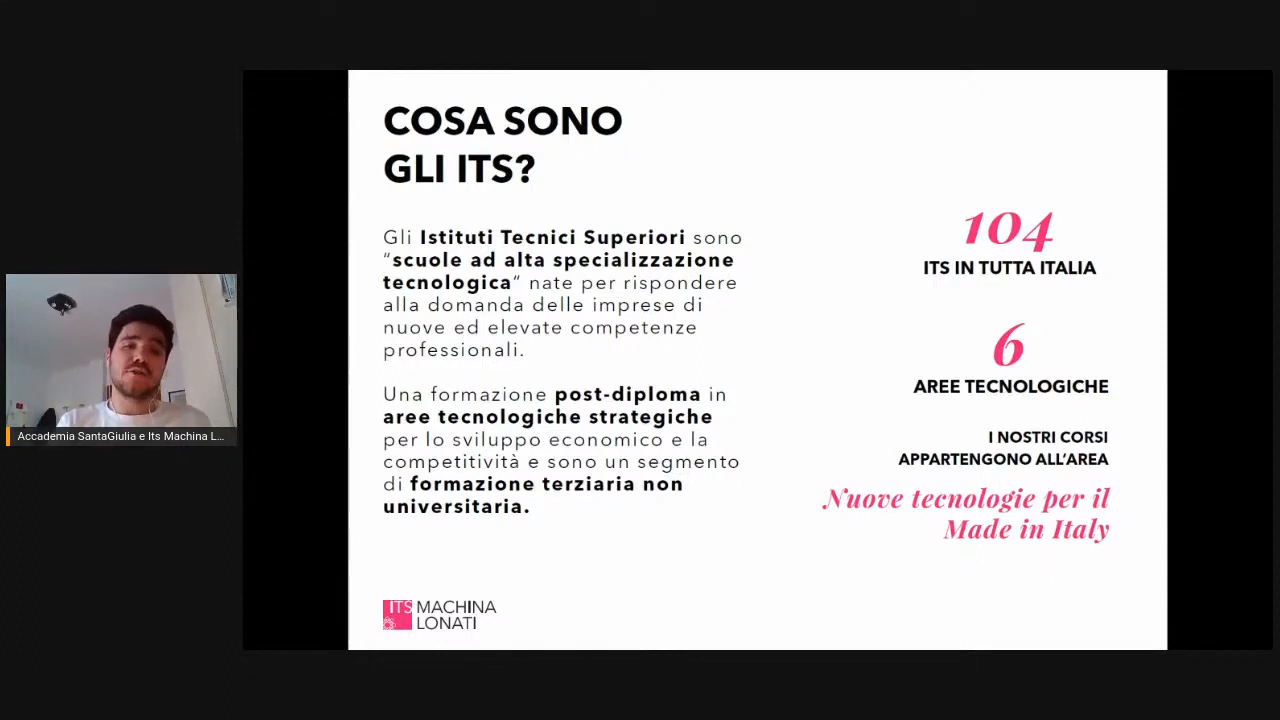 COSA SONO
GLI ITS?
Gli Istituti Tecnici Superiori sono
“scuole ad alta specializzazione
tecnologica“ nate per rispondere
alla domanda delle imprese di
nuove ed elevate competenze
professionali.
Una formazione post-diploma in
aree tecnologiche strategiche
per lo sviluppo economico e la
competitività e sono un segmento
di formazione terziaria non
universitaria.
104
ITS IN TUTTA ITALIA
6
AREE TECNOLOGICHE
I NOSTRI CORSI
APPARTENGONO ALL’AREA
Nuove tecnologie per il
Made in Italy
ITS MACHINA
LONATI
Accademia SantaGiulia e Its Machina L...